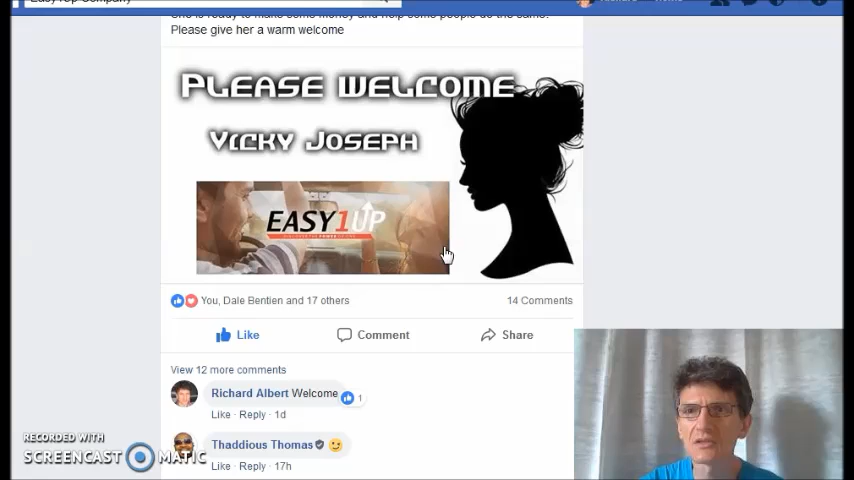 She is ready to make some money and help some people do the same.
Please give her a warm welcome
PLEASE WELCOME
VICKY JOSEPH
EASY1UP
You, Dale Bentien and 17 others
14 Comments
Like
Comment
Share
View 12 more comments
Richard Albert Welcome
1
Like · Reply · 1d
Thaddious Thomas
Like · Reply · 17h
RECORDED WITH
SCREENCAST MATIC